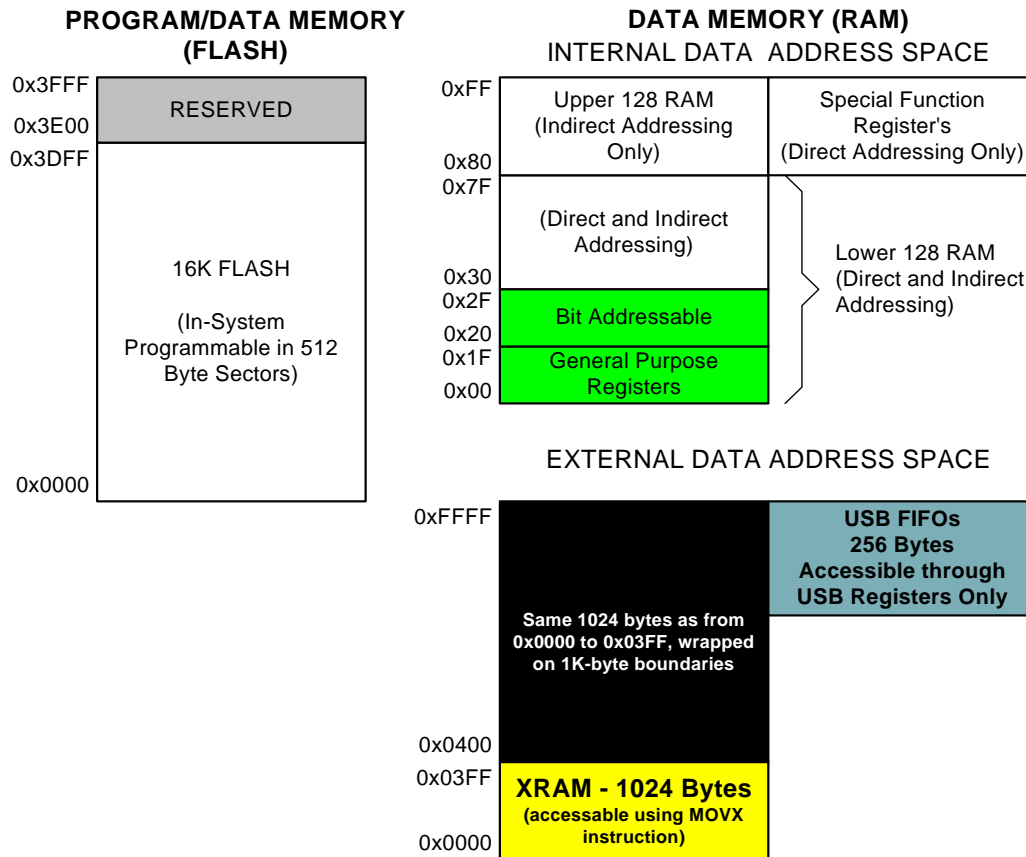 PROGRAM/DATA MEMORY
(FLASH)
0x3FFF
RESERVED
0x3E00
0x3DFF
16K FLASH
(In-System
Programmable in 512
Byte Sectors)
0x0000
DATA MEMORY (RAM)
INTERNAL DATA ADDRESS SPACE
0xFF
Upper 128 RAM
(Indirect Addressing
Only)
0x80
Special Function
Register's
(Direct Addressing Only)
0x7F
(Direct and Indirect
Addressing)
0x30
Lower 128 RAM
(Direct and Indirect
Addressing)
0x2F
Bit Addressable
0x20
0x1F
General Purpose
Registers
0x00
EXTERNAL DATA ADDRESS SPACE
0xFFFF
Same 1024 bytes as from
0x0000 to 0x03FF, wrapped
on 1K-byte boundaries
0x0400
USB FIFOs
256 Bytes
Accessible through
USB Registers Only
0x03FF
XRAM - 1024 Bytes
(accessable using MOVX
instruction)
0x0000